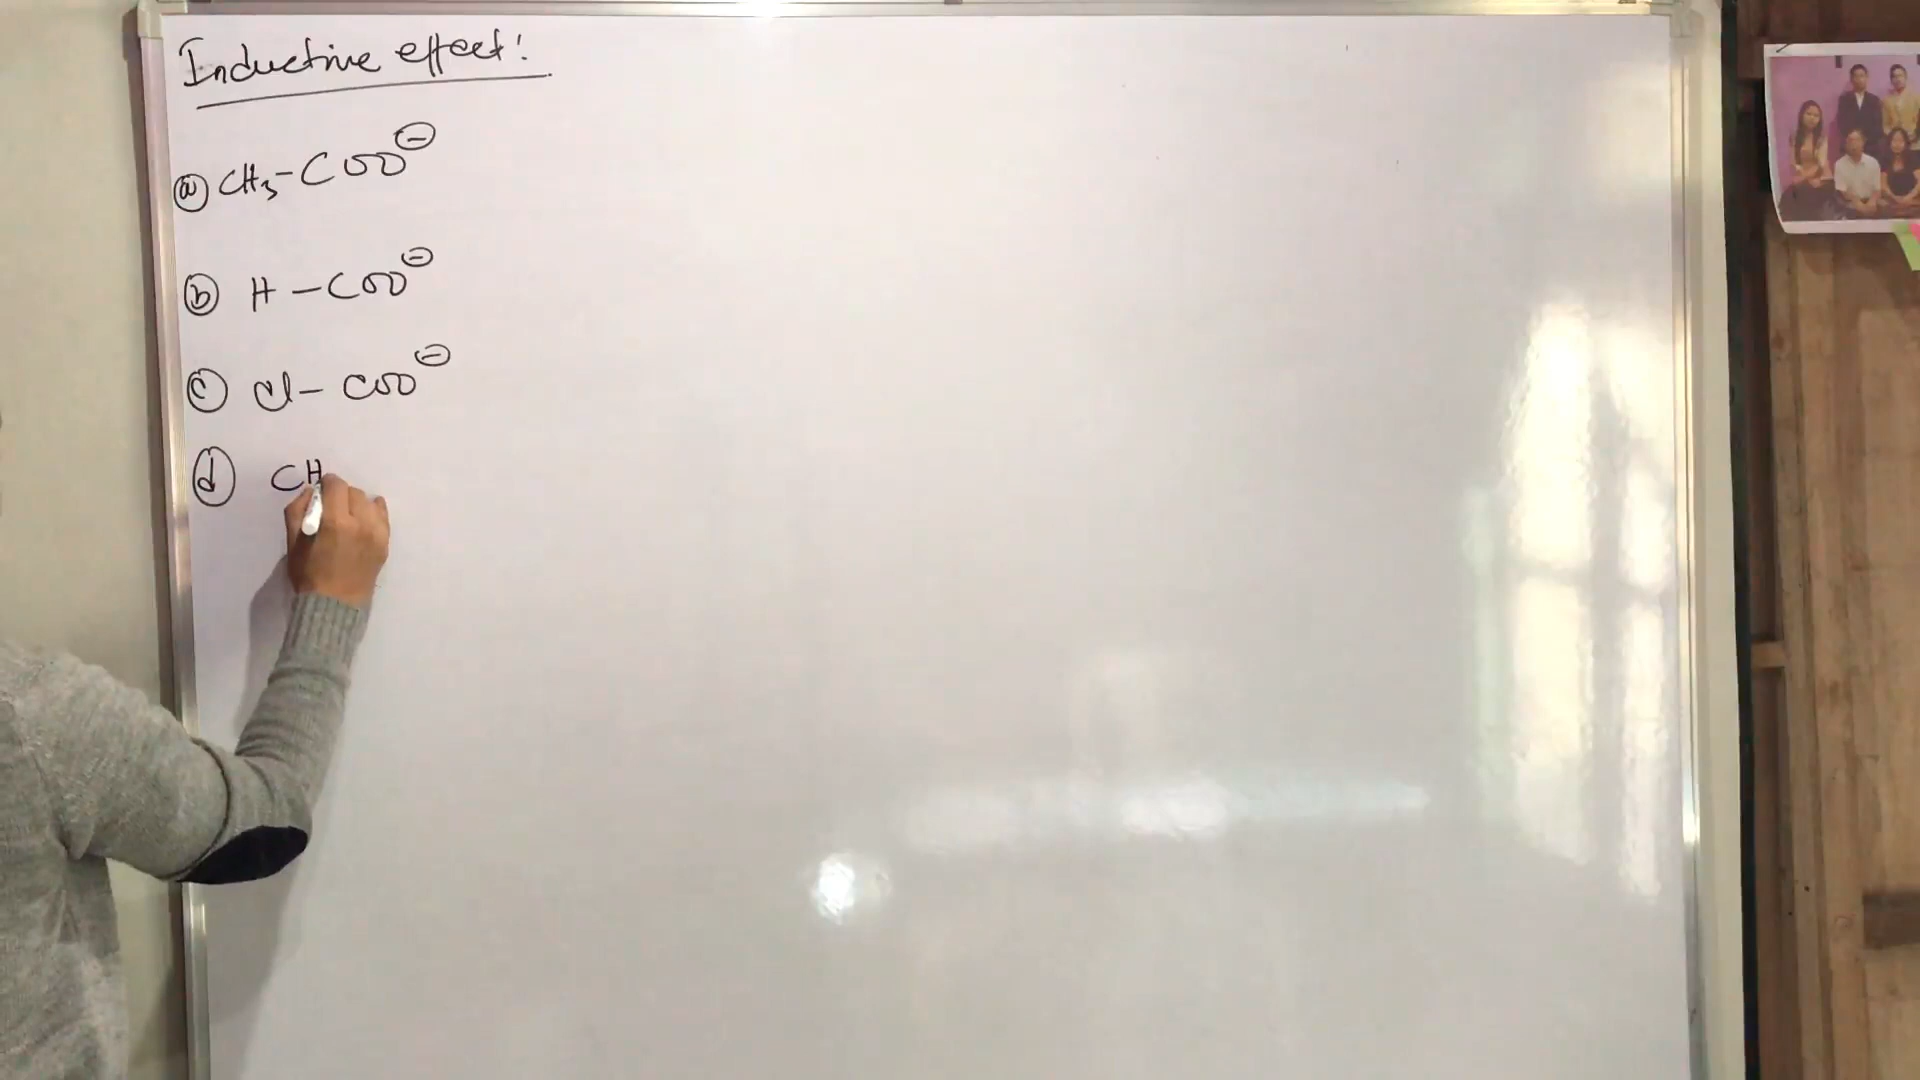 Inductive effect:
(a) CH₃-COO⊖
(b) H-COO⊖
(c) Cl-COO⊖
(d) CH